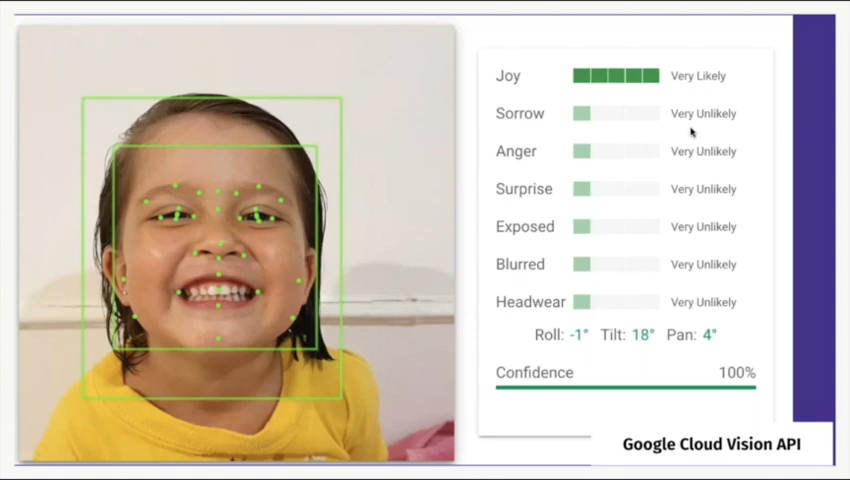 Joy Very Likely
Sorrow Very Unlikely
Anger Very Unlikely
Surprise Very Unlikely
Exposed Very Unlikely
Blurred Very Unlikely
Headwear Very Unlikely
Roll: -1° Tilt: 18° Pan: 4°
Confidence 100%
Google Cloud Vision API